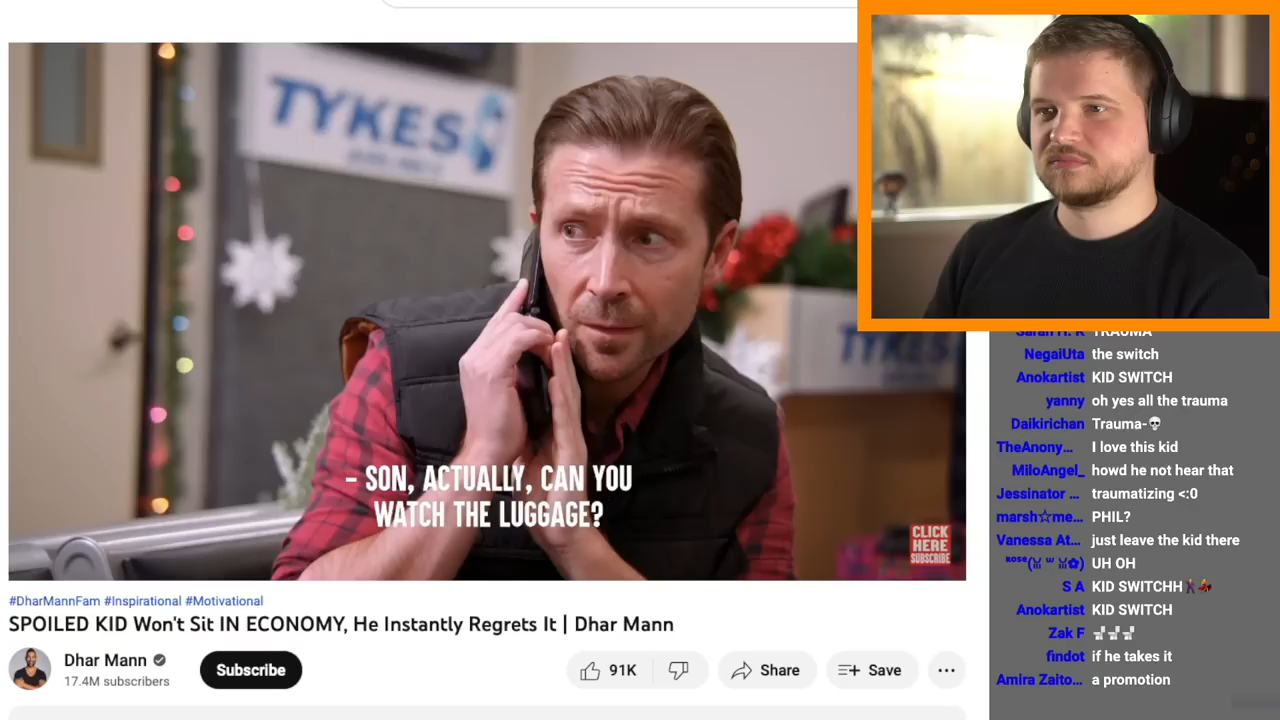 TYKES
TYKES
- SON, ACTUALLY, CAN YOU
WATCH THE LUGGAGE?
CLICK
HERE
SUBSCRIBE
#DharMannFam #Inspirational #Motivational
SPOILED KID Won't Sit IN ECONOMY, He Instantly Regrets It | Dhar Mann
Dhar Mann
17.4M subscribers
Subscribe
91K
Share
Save
Sarah H. R TRAUMA
NegaiUta the switch
Anokartist KID SWITCH
yanny oh yes all the trauma
Daikirichan Trauma-💀
TheAnony... I love this kid
MiloAngel_ howd he not hear that
Jessinator ... traumatizing <:0
marsh☆me... PHIL?
Vanessa At... just leave the kid there
UH OH
S A KID SWITCHH
Anokartist KID SWITCH
Zak F
findot if he takes it
Amira Zaito... a promotion